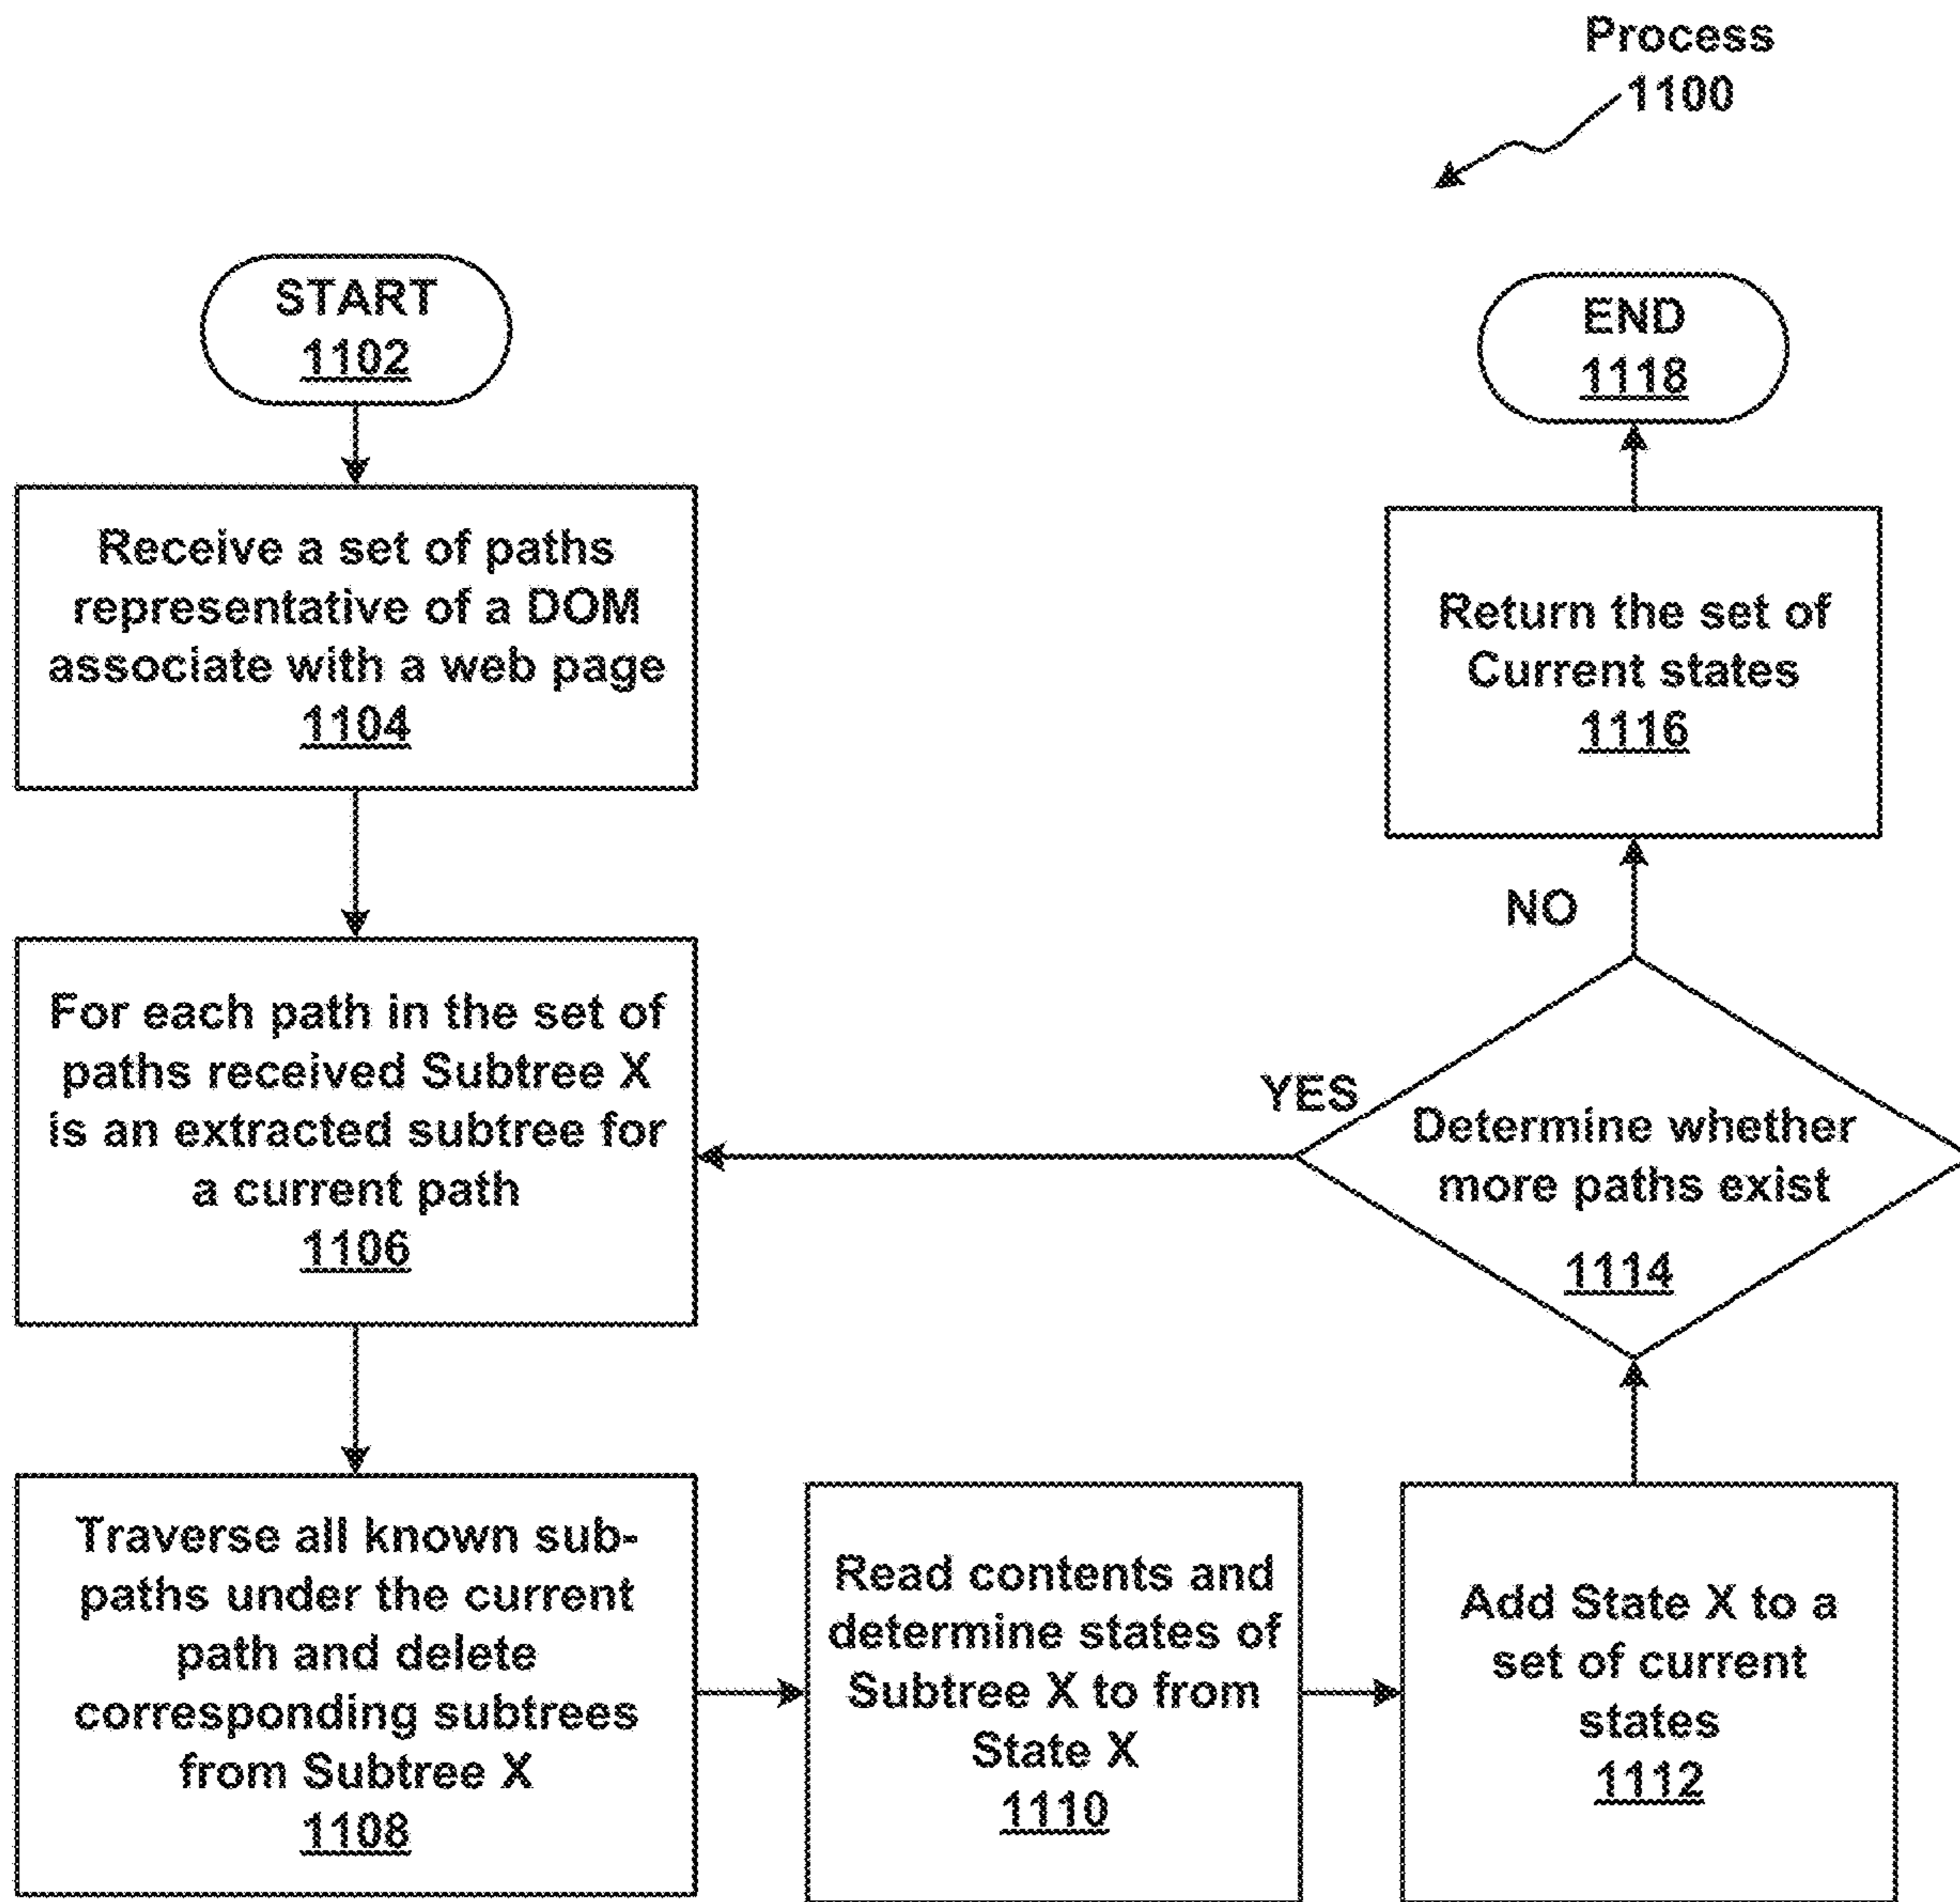 Process
1100
START
1102
Receive a set of paths
representative of a DOM
associate with a web page
1104
For each path in the set of
paths received Subtree X
is an extracted subtree for
a current path
1106
Traverse all known sub-
paths under the current
path and delete
corresponding subtrees
from Subtree X
1108
Read contents and
determine states of
Subtree X to from
State X
1110
Add State X to a
set of current
states
1112
Determine whether
more paths exist
1114
YES
NO
Return the set of
Current states
1116
END
1118